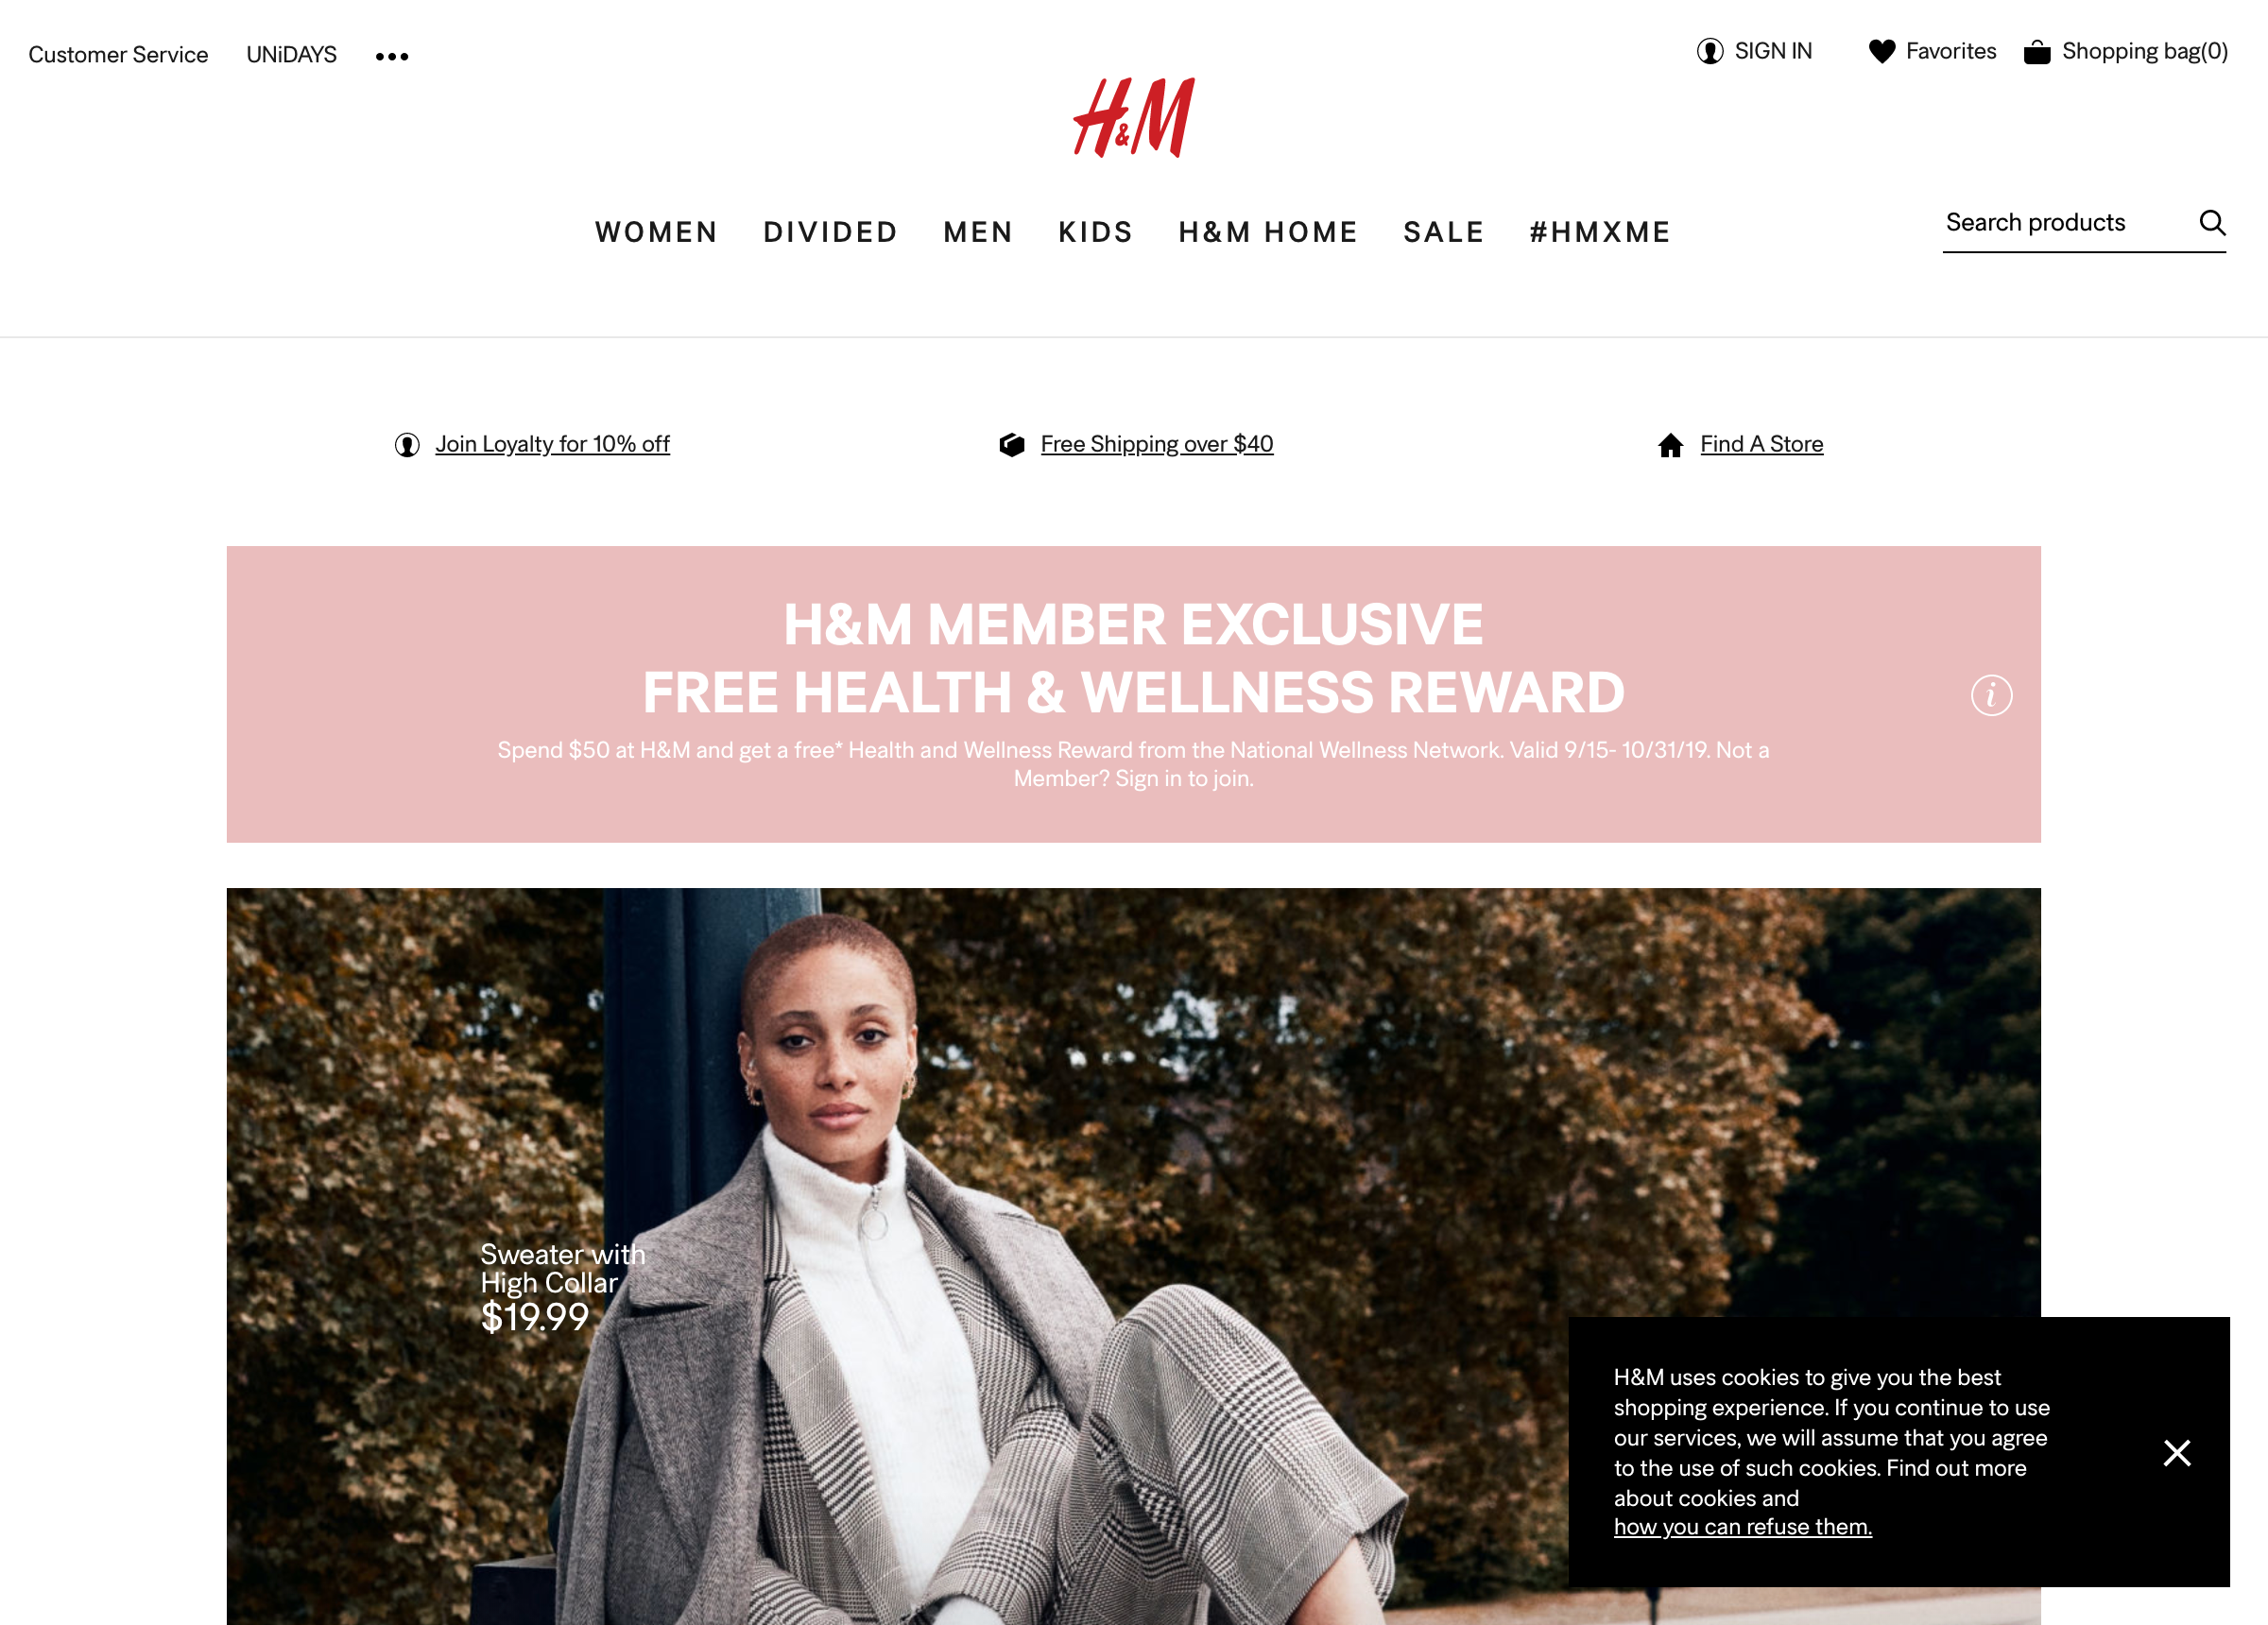 Customer Service UNiDAYS
SIGN IN Favorites Shopping bag(0)
H&M
WOMEN DIVIDED MEN KIDS H&M HOME SALE #HMXME
Search products
Join Loyalty for 10% off Free Shipping over $40 Find A Store
H&M MEMBER EXCLUSIVE
FREE HEALTH & WELLNESS REWARD
i
Spend $50 at H&M and get a free* Health and Wellness Reward from the National Wellness Network. Valid 9/15- 10/31/19. Not a
Member? Sign in to join.
Sweater with
High Collar
$19.99
H&M uses cookies to give you the best
shopping experience. If you continue to use
our services, we will assume that you agree
to the use of such cookies. Find out more
about cookies and
how you can refuse them.